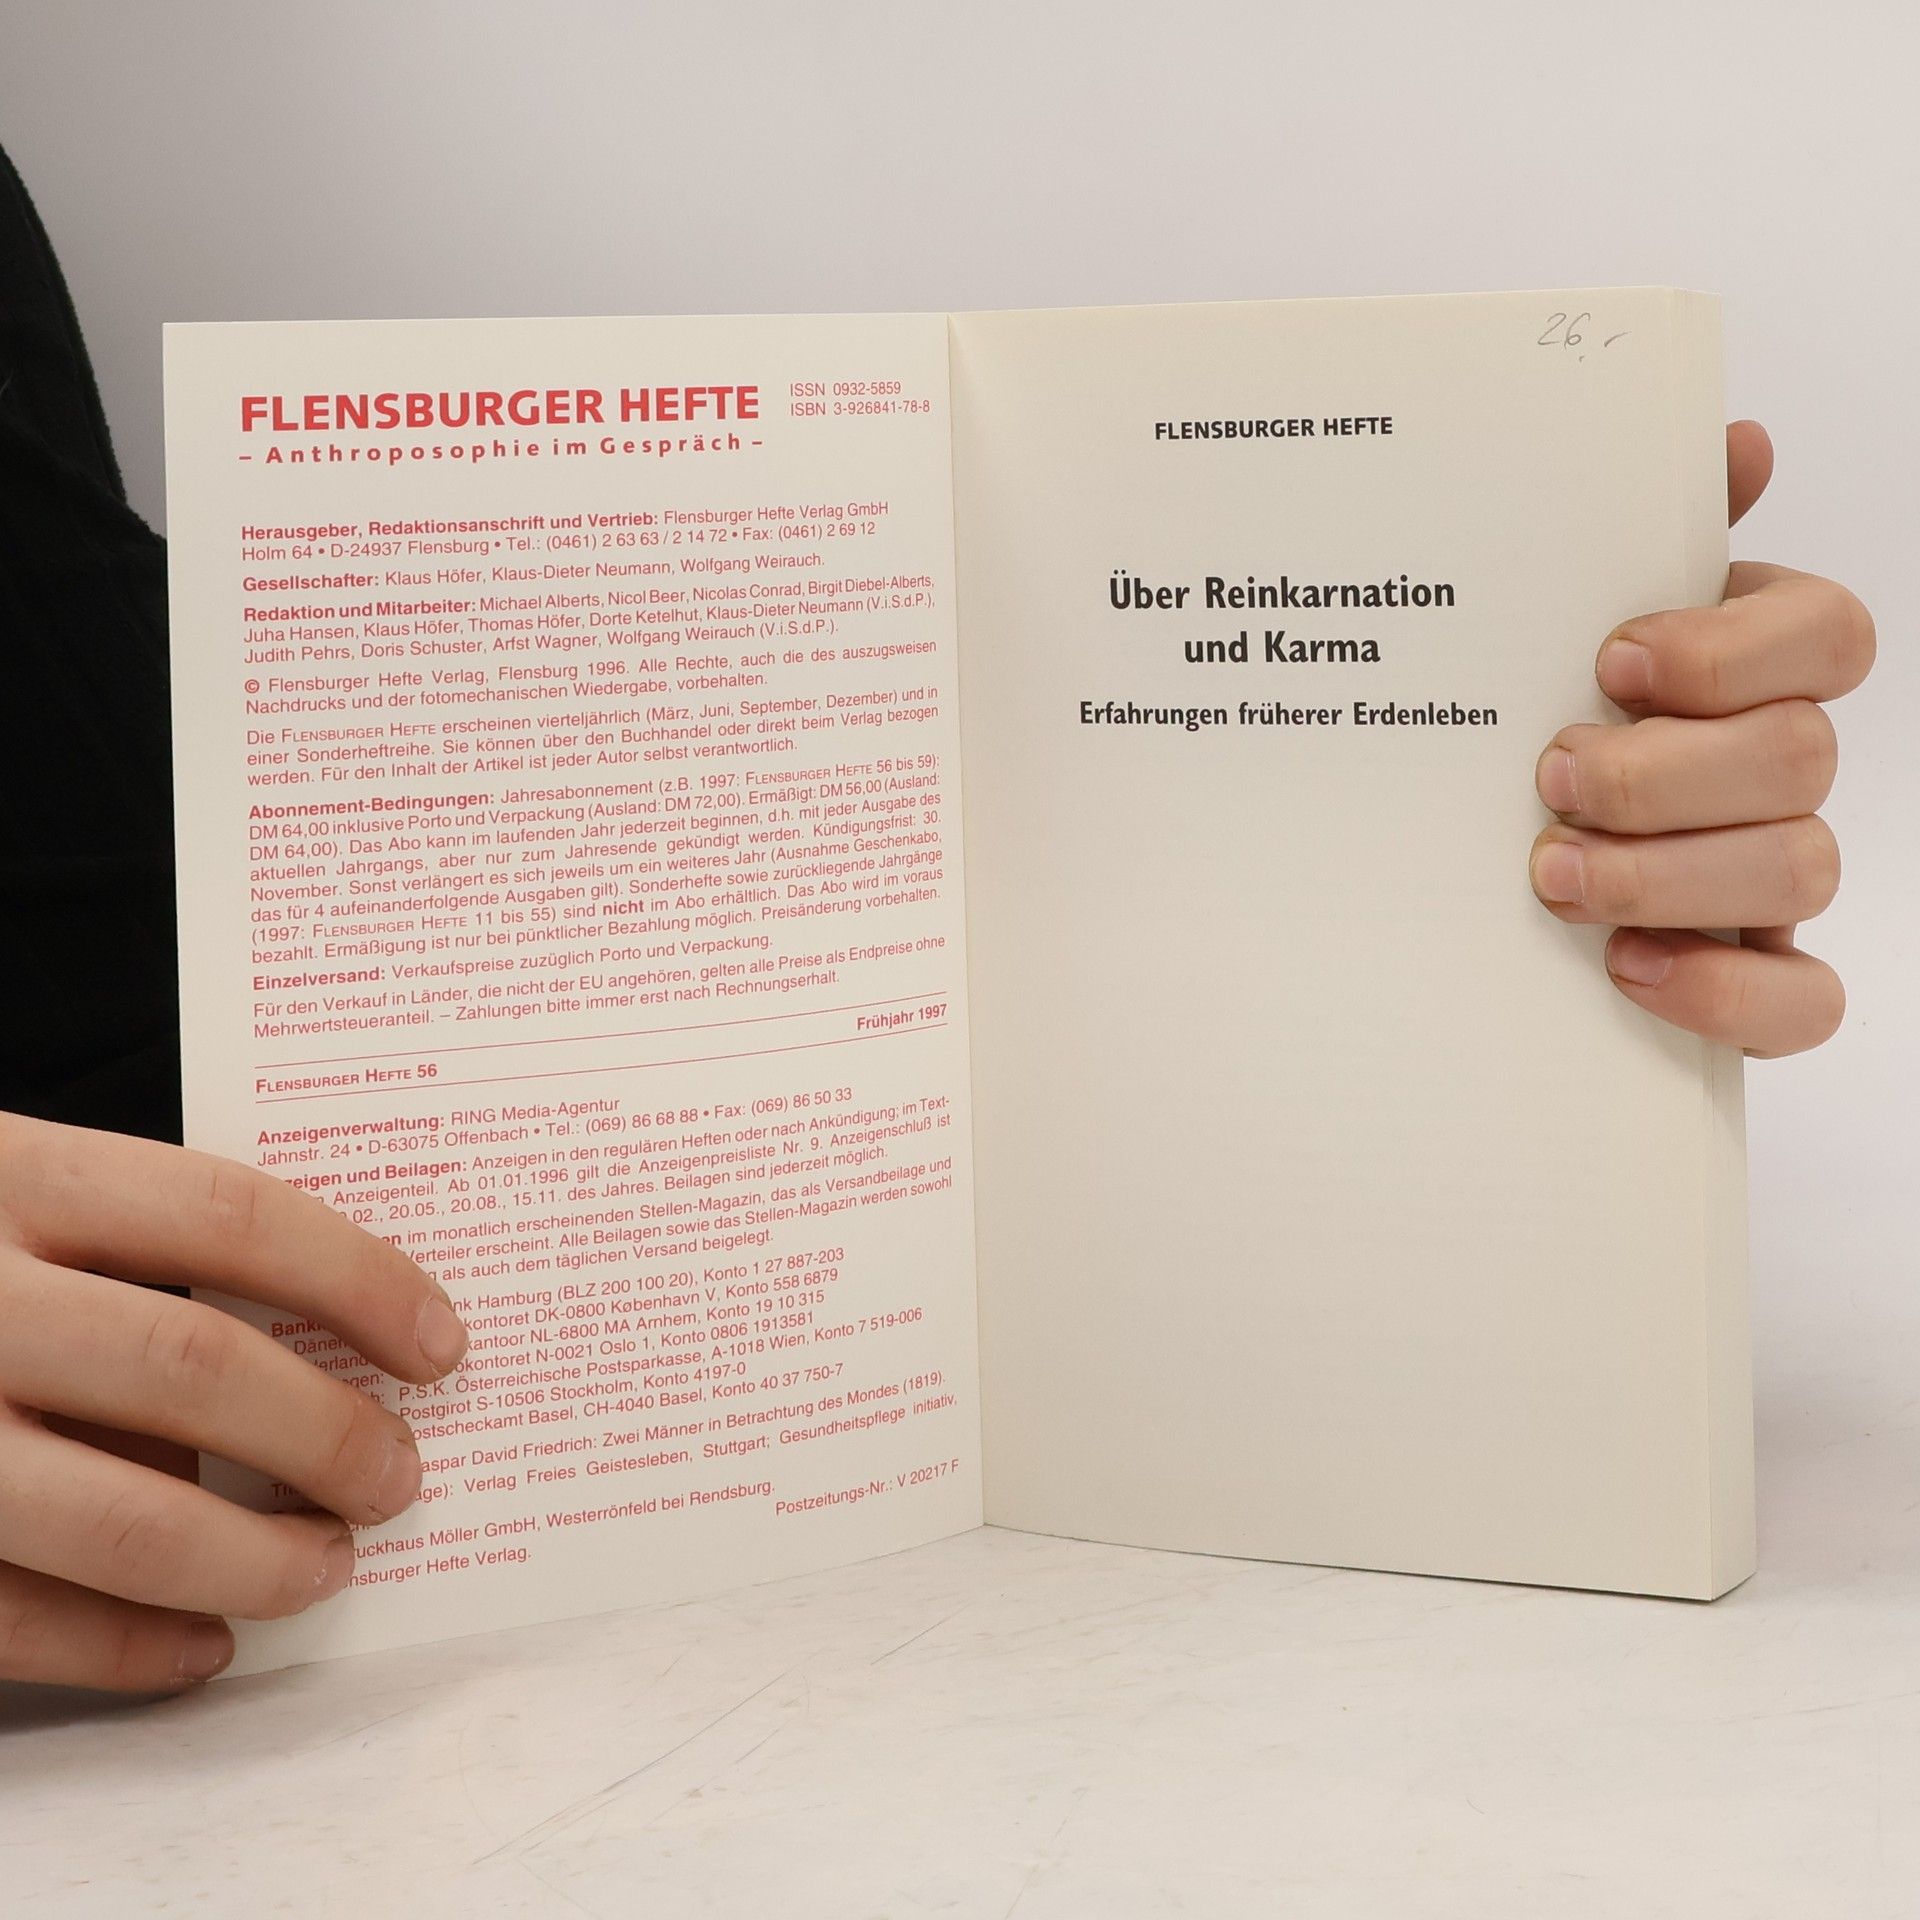 FLENSBURGER HEFTE
– Anthroposophie im Gespräch –
ISSN 0932-5859
ISBN 3-926841-78-8
Herausgeber, Redaktionsanschrift und Vertrieb: Flensburger Hefte Verlag GmbH
Holm 64 • D-24937 Flensburg • Tel.: (0461) 2 63 63 / 2 14 72 • Fax: (0461) 2 69 12
Gesellschafter: Klaus Höfer, Klaus-Dieter Neumann, Wolfgang Weirauch.
Redaktion und Mitarbeiter: Michael Alberts, Nicol Beer, Nicolas Conrad, Birgit Diebel-Alberts,
Juha Hansen, Klaus Höfer, Thomas Höfer, Dorte Ketelhut, Klaus-Dieter Neumann (V.i.S.d.P.),
Judith Pehrs, Doris Schuster, Arfst Wagner, Wolfgang Weirauch (V.i.S.d.P.).
© Flensburger Hefte Verlag, Flensburg 1996. Alle Rechte, auch die des auszugsweisen
Nachdrucks und der fotomechanischen Wiedergabe, vorbehalten.
Die FLENSBURGER HEFTE erscheinen vierteljährlich (März, Juni, September, Dezember) und in
einer Sonderheftreihe. Sie können über den Buchhandel oder direkt beim Verlag bezogen
werden. Für den Inhalt der Artikel ist jeder Autor selbst verantwortlich.
Abonnement-Bedingungen: Jahresabonnement (z.B. 1997: FLENSBURGER HEFTE 56 bis 59):
DM 64,00 inklusive Porto und Verpackung (Ausland: DM 72,00). Ermäßigt: DM 56,00 (Ausland:
DM 64,00). Das Abo kann im laufenden Jahr jederzeit beginnen, d.h. mit jeder Ausgabe des
aktuellen Jahrgangs, aber nur zum Jahresende gekündigt werden. Kündigungsfrist: 30.
November. Sonst verlängert es sich jeweils um ein weiteres Jahr (Ausnahme Geschenkabo,
das für 4 aufeinanderfolgende Ausgaben gilt). Sonderhefte sowie zurückliegende Jahrgänge
(1997: FLENSBURGER HEFTE 11 bis 55) sind nicht im Abo erhältlich. Das Abo wird im voraus
bezahlt. Ermäßigung ist nur bei pünktlicher Bezahlung möglich. Preisänderung vorbehalten.
Einzelversand: Verkaufspreise zuzüglich Porto und Verpackung.
Für den Verkauf in Länder, die nicht der EU angehören, gelten alle Preise als Endpreise ohne
Mehrwertsteueranteil. – Zahlungen bitte immer erst nach Rechnungserhalt.
FLENSBURGER HEFTE 56 Frühjahr 1997
Anzeigenverwaltung: RING Media-Agentur
Jahnstr. 24 • D-63075 Offenbach • Tel.: (069) 86 68 88 • Fax: (069) 86 50 33
zeigen und Beilagen: Anzeigen in den regulären Heften oder nach Ankündigung; im Text-
Anzeigenteil. Ab 01.01.1996 gilt die Anzeigenpreisliste Nr. 9. Anzeigenschluß ist
02., 20.05., 20.08., 15.11. des Jahres. Beilagen sind jederzeit möglich.
en im monatlich erscheinenden Stellen-Magazin, das als Versandbeilage und
Verteiler erscheint. Alle Beilagen sowie das Stellen-Magazin werden sowohl
als auch dem täglichen Versand beigelegt.
Bank nk Hamburg (BLZ 200 100 20), Konto 1 27 887-203
Dänem kontoret DK-0800 København V, Konto 558 6879
erland kantoor NL-6800 MA Arnhem, Konto 19 10 315
gen: okontoret N-0021 Oslo 1, Konto 0806 1913581
h: P.S.K. Österreichische Postsparkasse, A-1018 Wien, Konto 7 519-006
Postgirot S-10506 Stockholm, Konto 4197-0
ostscheckamt Basel, CH-4040 Basel, Konto 40 37 750-7
aspar David Friedrich: Zwei Männer in Betrachtung des Mondes (1819).
age): Verlag Freies Geistesleben, Stuttgart; Gesundheitspflege initiativ,
ruckhaus Möller GmbH, Westerrönfeld bei Rendsburg.
nsburger Hefte Verlag. Postzeitungs-Nr.: V 20217 F
26.-
FLENSBURGER HEFTE
Über Reinkarnation
und Karma
Erfahrungen früherer Erdenleben